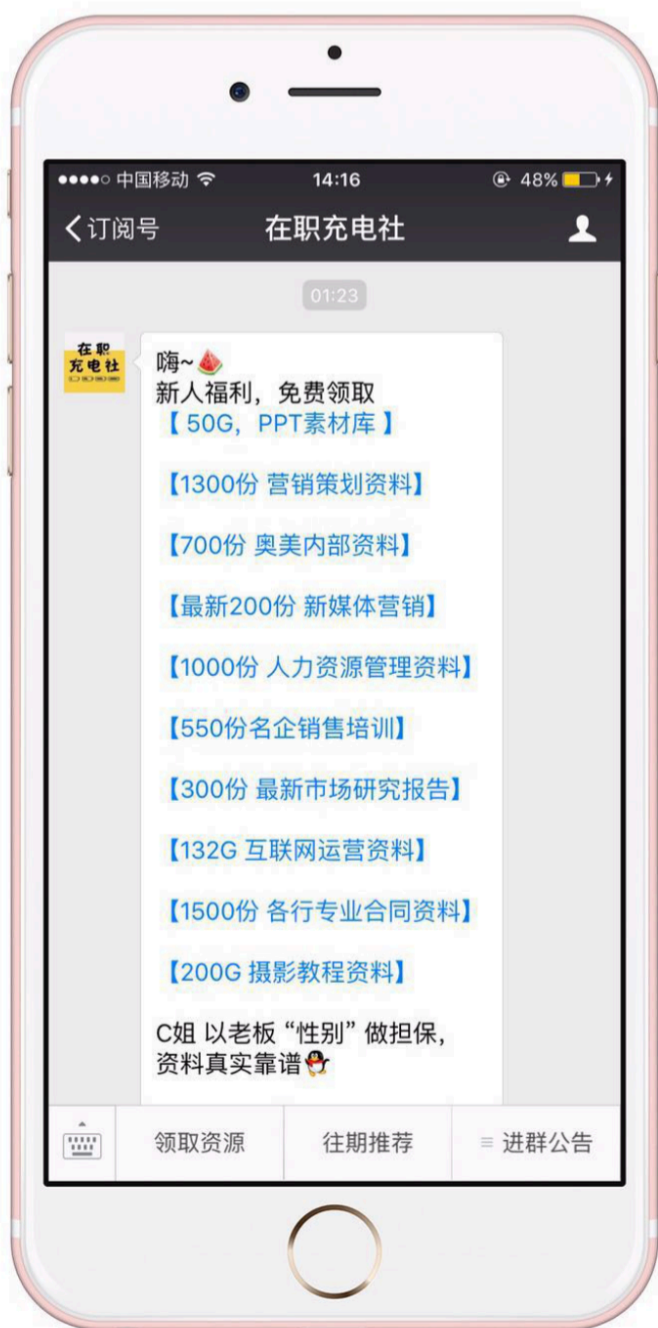 中国移动 14:16 48%
订阅号 在职充电社
01:23
在职
充电社
嗨~
新人福利，免费领取
【 50G，PPT素材库 】
【1300份 营销策划资料】
【700份 奥美内部资料】
【最新200份 新媒体营销】
【1000份 人力资源管理资料】
【550份名企销售培训】
【300份 最新市场研究报告】
【132G 互联网运营资料】
【1500份 各行专业合同资料】
【200G 摄影教程资料】
C姐 以老板 “性别” 做担保，
资料真实靠谱
领取资源 往期推荐 进群公告